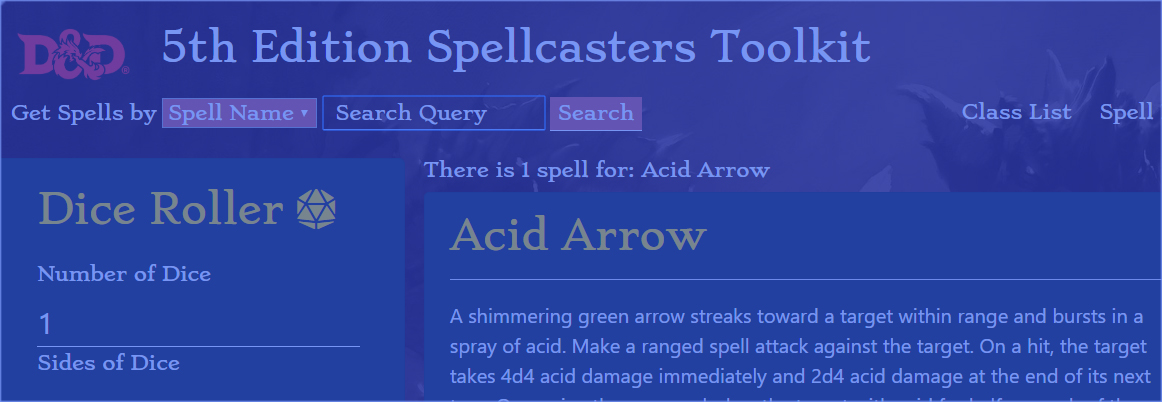 D&D®
5th Edition Spellcasters Toolkit
Get Spells by Spell Name ▾ Search Query Search
Class List Spell
There is 1 spell for: Acid Arrow
Dice Roller
Number of Dice
1
Sides of Dice
Acid Arrow
A shimmering green arrow streaks toward a target within range and bursts in a
spray of acid. Make a ranged spell attack against the target. On a hit, the target
takes 4d4 acid damage immediately and 2d4 acid damage at the end of its next